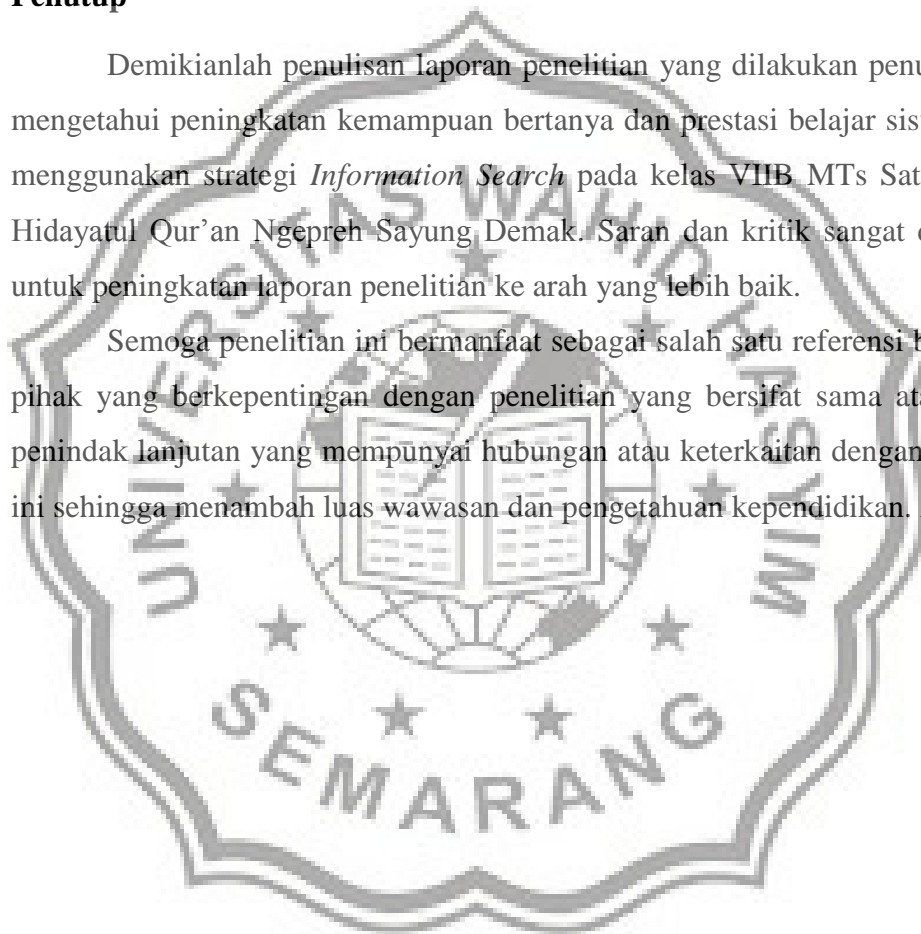 Penutup
Demikianlah penulisan laporan penelitian yang dilakukan
mengetahui peningkatan kemampuan bertanya dan prestasi belajar
menggunakan strategi Information Search pada kelas VIIB MTs
Hidayatul Qur'an Ngepreh Sayung Demak. Saran dan kritik sangat
untuk peningkatan laporan penelitian ke arah yang lebih baik.
Semoga penelitian ini bermanfaat sebagai salah satu referensi
pihak yang berkepentingan dengan penelitian yang bersifat sama
penindak lanjutan yang mempunyai hubungan atau keterkaitan dengan
ini sehingga menambah luas wawasan dan pengetahuan kependidikan.
UNIVERSITAS WAHID HASYIM
SEMARANG